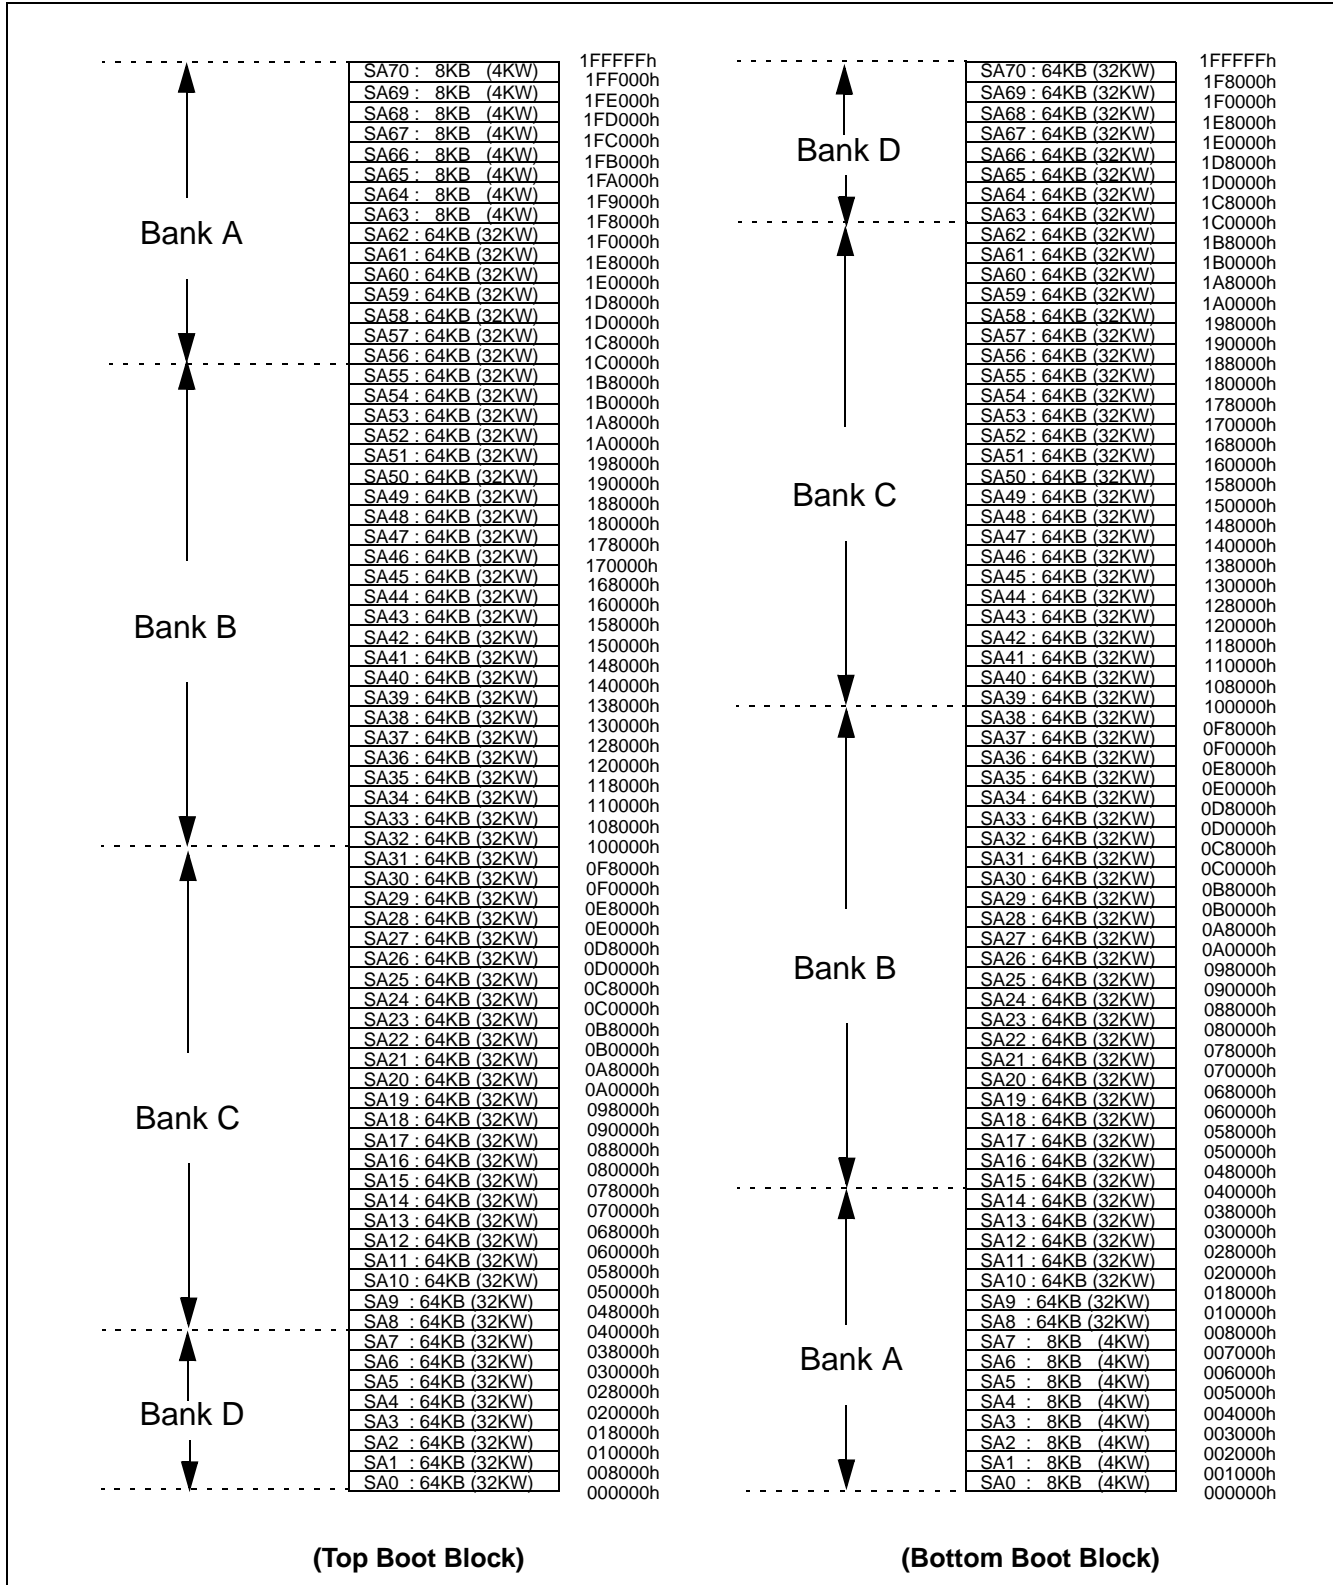 1FFFFFh
SA70 : 8KB (4KW) 1FF000h
SA69 : 8KB (4KW) 1FE000h
SA68 : 8KB (4KW) 1FD000h
SA67 : 8KB (4KW) 1FC000h
SA66 : 8KB (4KW) 1FB000h
SA65 : 8KB (4KW) 1FA000h
SA64 : 8KB (4KW) 1F9000h
SA63 : 8KB (4KW) 1F8000h
Bank A
SA62 : 64KB (32KW) 1F0000h
SA61 : 64KB (32KW) 1E8000h
SA60 : 64KB (32KW) 1E0000h
SA59 : 64KB (32KW) 1D8000h
SA58 : 64KB (32KW) 1D0000h
SA57 : 64KB (32KW) 1C8000h
SA56 : 64KB (32KW) 1C0000h
SA55 : 64KB (32KW) 1B8000h
SA54 : 64KB (32KW) 1B0000h
SA53 : 64KB (32KW) 1A8000h
SA52 : 64KB (32KW) 1A0000h
SA51 : 64KB (32KW) 198000h
SA50 : 64KB (32KW) 190000h
SA49 : 64KB (32KW) 188000h
SA48 : 64KB (32KW) 180000h
SA47 : 64KB (32KW) 178000h
SA46 : 64KB (32KW) 170000h
SA45 : 64KB (32KW) 168000h
SA44 : 64KB (32KW) 160000h
SA43 : 64KB (32KW) 158000h
Bank B
SA42 : 64KB (32KW) 150000h
SA41 : 64KB (32KW) 148000h
SA40 : 64KB (32KW) 140000h
SA39 : 64KB (32KW) 138000h
SA38 : 64KB (32KW) 130000h
SA37 : 64KB (32KW) 128000h
SA36 : 64KB (32KW) 120000h
SA35 : 64KB (32KW) 118000h
SA34 : 64KB (32KW) 110000h
SA33 : 64KB (32KW) 108000h
SA32 : 64KB (32KW) 100000h
SA31 : 64KB (32KW) 0F8000h
SA30 : 64KB (32KW) 0F0000h
SA29 : 64KB (32KW) 0E8000h
SA28 : 64KB (32KW) 0E0000h
SA27 : 64KB (32KW) 0D8000h
SA26 : 64KB (32KW) 0D0000h
SA25 : 64KB (32KW) 0C8000h
SA24 : 64KB (32KW) 0C0000h
SA23 : 64KB (32KW) 0B8000h
SA22 : 64KB (32KW) 0B0000h
SA21 : 64KB (32KW) 0A8000h
SA20 : 64KB (32KW) 0A0000h
SA19 : 64KB (32KW) 098000h
Bank C
SA18 : 64KB (32KW) 090000h
SA17 : 64KB (32KW) 088000h
SA16 : 64KB (32KW) 080000h
SA15 : 64KB (32KW) 078000h
SA14 : 64KB (32KW) 070000h
SA13 : 64KB (32KW) 068000h
SA12 : 64KB (32KW) 060000h
SA11 : 64KB (32KW) 058000h
SA10 : 64KB (32KW) 050000h
SA9 : 64KB (32KW) 048000h
SA8 : 64KB (32KW) 040000h
SA7 : 64KB (32KW) 038000h
SA6 : 64KB (32KW) 030000h
SA5 : 64KB (32KW) 028000h
SA4 : 64KB (32KW) 020000h
Bank D
SA3 : 64KB (32KW) 018000h
SA2 : 64KB (32KW) 010000h
SA1 : 64KB (32KW) 008000h
SA0 : 64KB (32KW) 000000h
(Top Boot Block)
1FFFFFh
SA70 : 64KB (32KW) 1F8000h
SA69 : 64KB (32KW) 1F0000h
SA68 : 64KB (32KW) 1E8000h
SA67 : 64KB (32KW) 1E0000h
Bank D
SA66 : 64KB (32KW) 1D8000h
SA65 : 64KB (32KW) 1D0000h
SA64 : 64KB (32KW) 1C8000h
SA63 : 64KB (32KW) 1C0000h
SA62 : 64KB (32KW) 1B8000h
SA61 : 64KB (32KW) 1B0000h
SA60 : 64KB (32KW) 1A8000h
SA59 : 64KB (32KW) 1A0000h
SA58 : 64KB (32KW) 198000h
SA57 : 64KB (32KW) 190000h
SA56 : 64KB (32KW) 188000h
SA55 : 64KB (32KW) 180000h
SA54 : 64KB (32KW) 178000h
SA53 : 64KB (32KW) 170000h
SA52 : 64KB (32KW) 168000h
SA51 : 64KB (32KW) 160000h
SA50 : 64KB (32KW) 158000h
Bank C
SA49 : 64KB (32KW) 150000h
SA48 : 64KB (32KW) 148000h
SA47 : 64KB (32KW) 140000h
SA46 : 64KB (32KW) 138000h
SA45 : 64KB (32KW) 130000h
SA44 : 64KB (32KW) 128000h
SA43 : 64KB (32KW) 120000h
SA42 : 64KB (32KW) 118000h
SA41 : 64KB (32KW) 110000h
SA40 : 64KB (32KW) 108000h
SA39 : 64KB (32KW) 100000h
SA38 : 64KB (32KW) 0F8000h
SA37 : 64KB (32KW) 0F0000h
SA36 : 64KB (32KW) 0E8000h
SA35 : 64KB (32KW) 0E0000h
SA34 : 64KB (32KW) 0D8000h
SA33 : 64KB (32KW) 0D0000h
SA32 : 64KB (32KW) 0C8000h
SA31 : 64KB (32KW) 0C0000h
SA30 : 64KB (32KW) 0B8000h
SA29 : 64KB (32KW) 0B0000h
SA28 : 64KB (32KW) 0A8000h
SA27 : 64KB (32KW) 0A0000h
SA26 : 64KB (32KW) 098000h
Bank B
SA25 : 64KB (32KW) 090000h
SA24 : 64KB (32KW) 088000h
SA23 : 64KB (32KW) 080000h
SA22 : 64KB (32KW) 078000h
SA21 : 64KB (32KW) 070000h
SA20 : 64KB (32KW) 068000h
SA19 : 64KB (32KW) 060000h
SA18 : 64KB (32KW) 058000h
SA17 : 64KB (32KW) 050000h
SA16 : 64KB (32KW) 048000h
SA15 : 64KB (32KW) 040000h
SA14 : 64KB (32KW) 038000h
SA13 : 64KB (32KW) 030000h
SA12 : 64KB (32KW) 028000h
SA11 : 64KB (32KW) 020000h
SA10 : 64KB (32KW) 018000h
SA9 : 64KB (32KW) 010000h
SA8 : 64KB (32KW) 008000h
SA7 : 8KB (4KW) 007000h
Bank A
SA6 : 8KB (4KW) 006000h
SA5 : 8KB (4KW) 005000h
SA4 : 8KB (4KW) 004000h
SA3 : 8KB (4KW) 003000h
SA2 : 8KB (4KW) 002000h
SA1 : 8KB (4KW) 001000h
SA0 : 8KB (4KW) 000000h
(Bottom Boot Block)